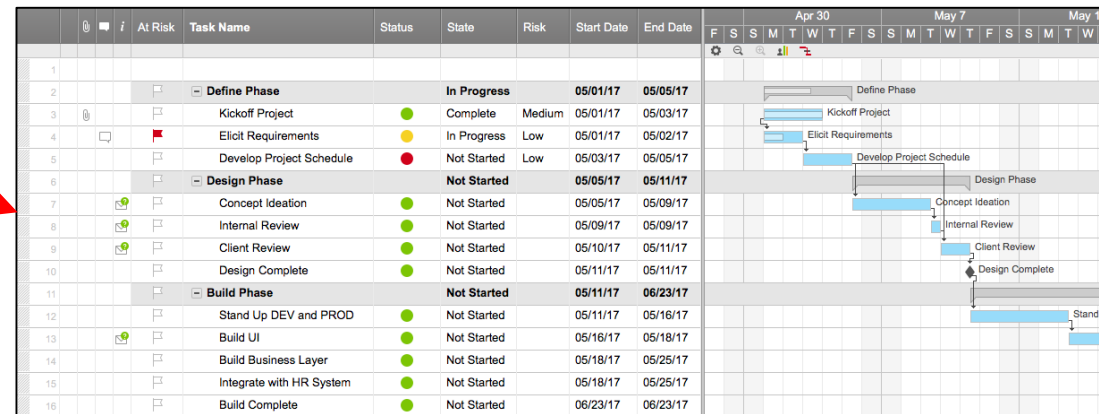 Apr 30 May 7 May 1
i At Risk Task Name Status State Risk Start Date End Date F S S M T W T F S S M T W T F S S M T W
1
2 Define Phase In Progress 05/01/17 05/05/17 Define Phase
3 Kickoff Project Complete Medium 05/01/17 05/03/17 Kickoff Project
4 Elicit Requirements In Progress Low 05/01/17 05/02/17 Elicit Requirements
5 Develop Project Schedule Not Started Low 05/03/17 05/05/17 Develop Project Schedule
6 Design Phase Not Started 05/05/17 05/11/17 Design Phase
7 Concept Ideation Not Started 05/05/17 05/09/17 Concept Ideation
8 Internal Review Not Started 05/09/17 05/09/17 Internal Review
9 Client Review Not Started 05/10/17 05/11/17 Client Review
10 Design Complete Not Started 05/11/17 05/11/17 Design Complete
11 Build Phase Not Started 05/11/17 06/23/17
12 Stand Up DEV and PROD Not Started 05/11/17 05/16/17 Stand
13 Build UI Not Started 05/16/17 05/18/17
14 Build Business Layer Not Started 05/18/17 05/25/17
15 Integrate with HR System Not Started 05/18/17 05/25/17
16 Build Complete Not Started 06/23/17 06/23/17